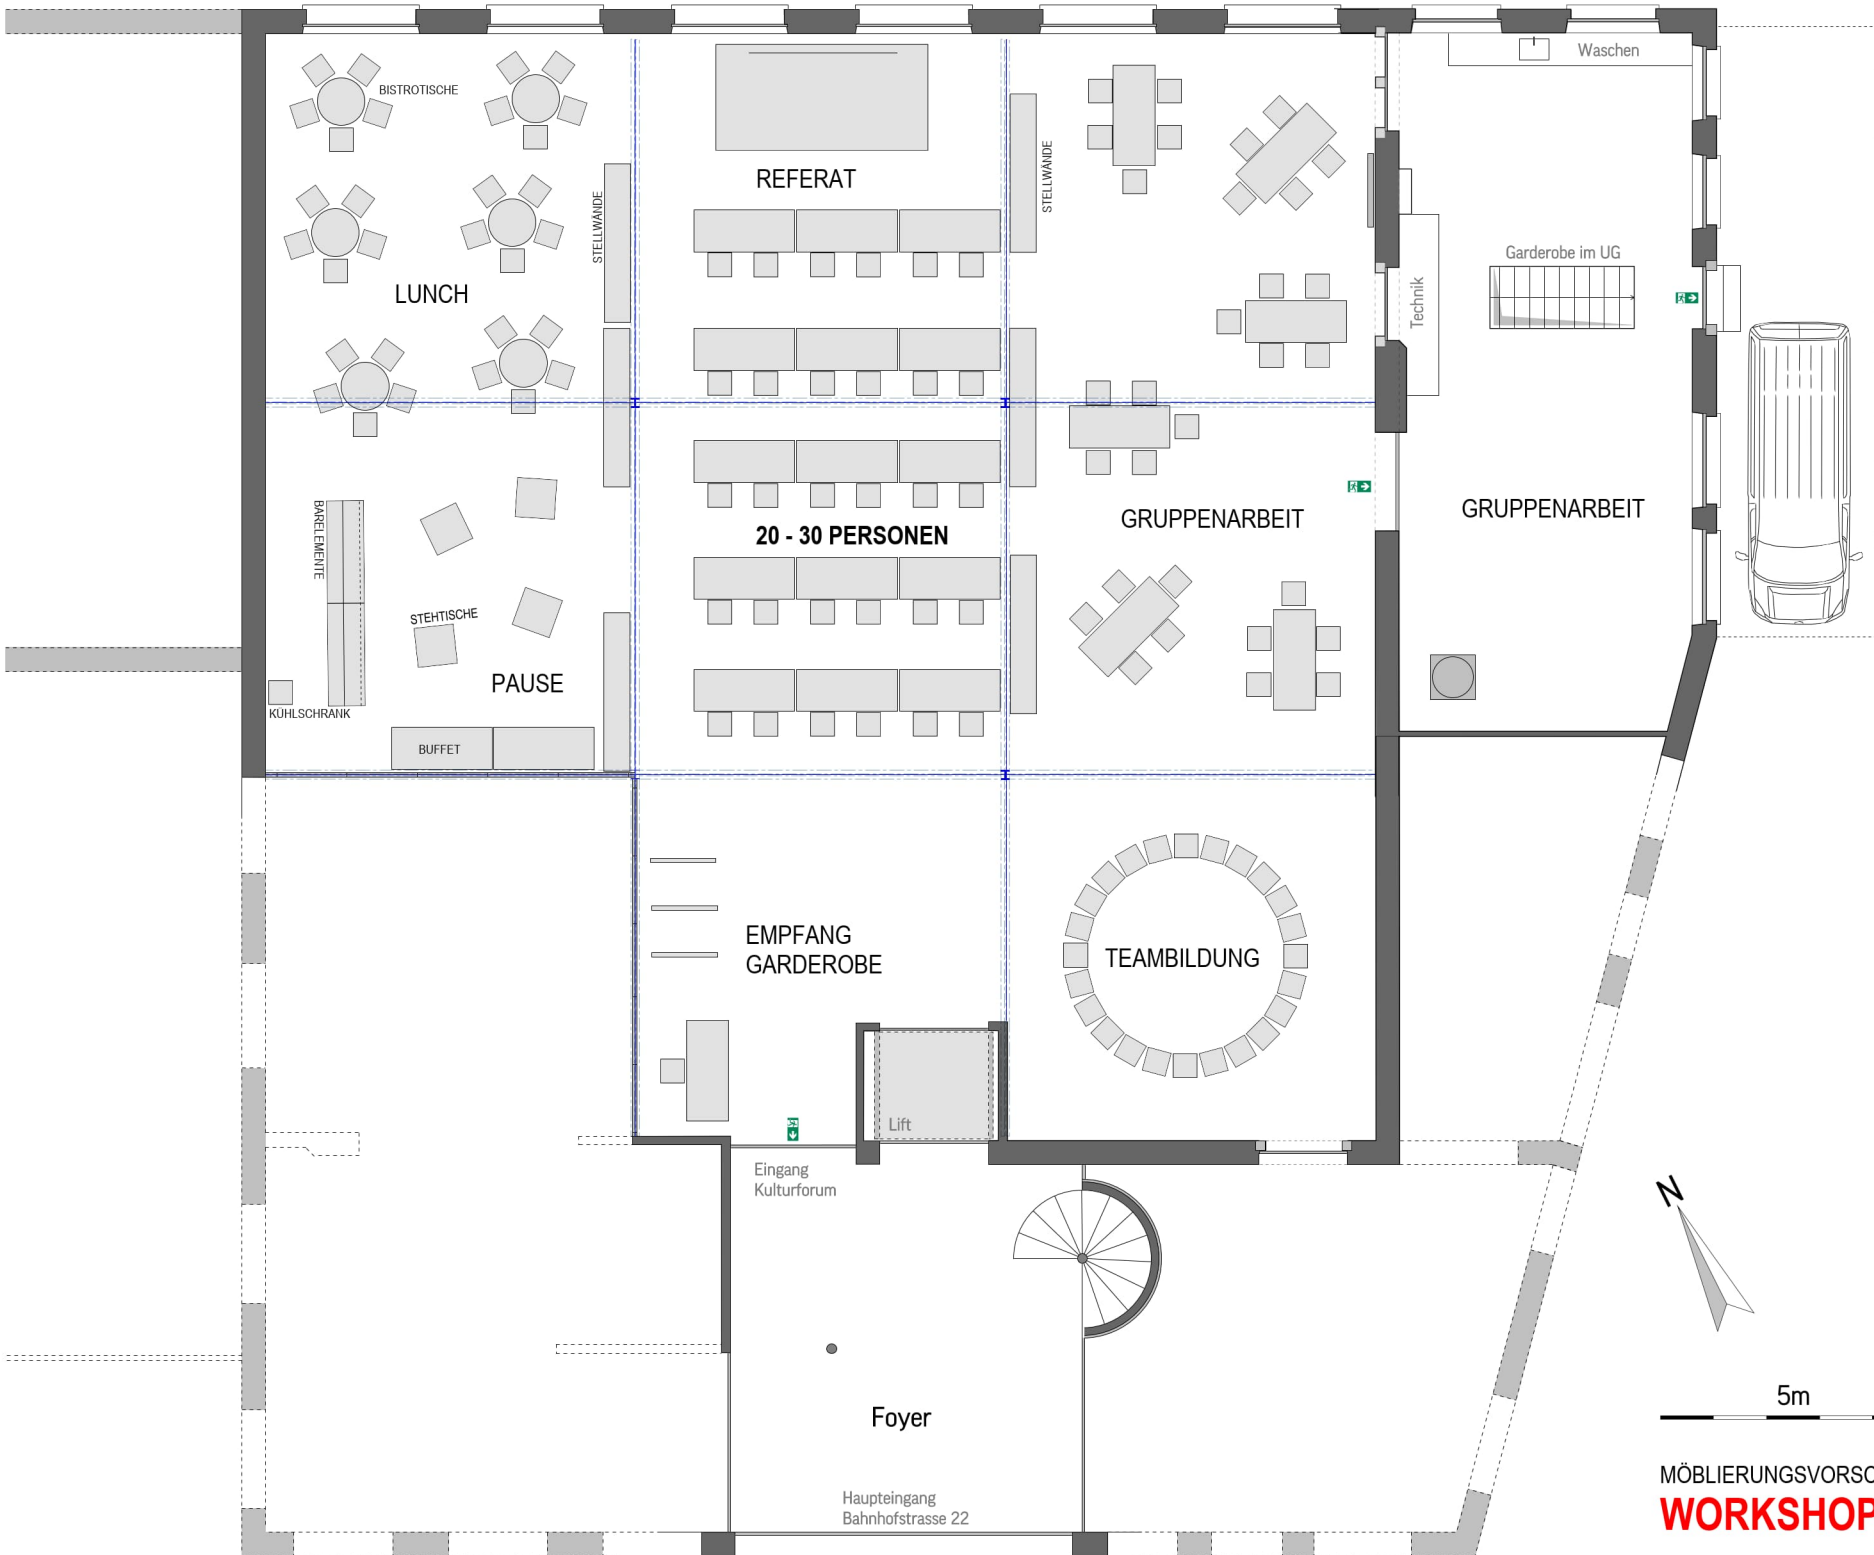 Waschen
BISTROTISCHE
REFERAT
STELLWÄNDE
STELLWÄNDE
LUNCH
Garderobe im UG
Technik
BARELEMENTE
20 - 30 PERSONEN
GRUPPENARBEIT
GRUPPENARBEIT
STEHTISCHE
PAUSE
KÜHLSCHRANK
BUFFET
EMPFANG
GARDEROBE
TEAMBILDUNG
Lift
Eingang
Kulturforum
N
Foyer
5m
MÖBLIERUNGSVORSC
WORKSHOP
Haupteingang
Bahnhofstrasse 22